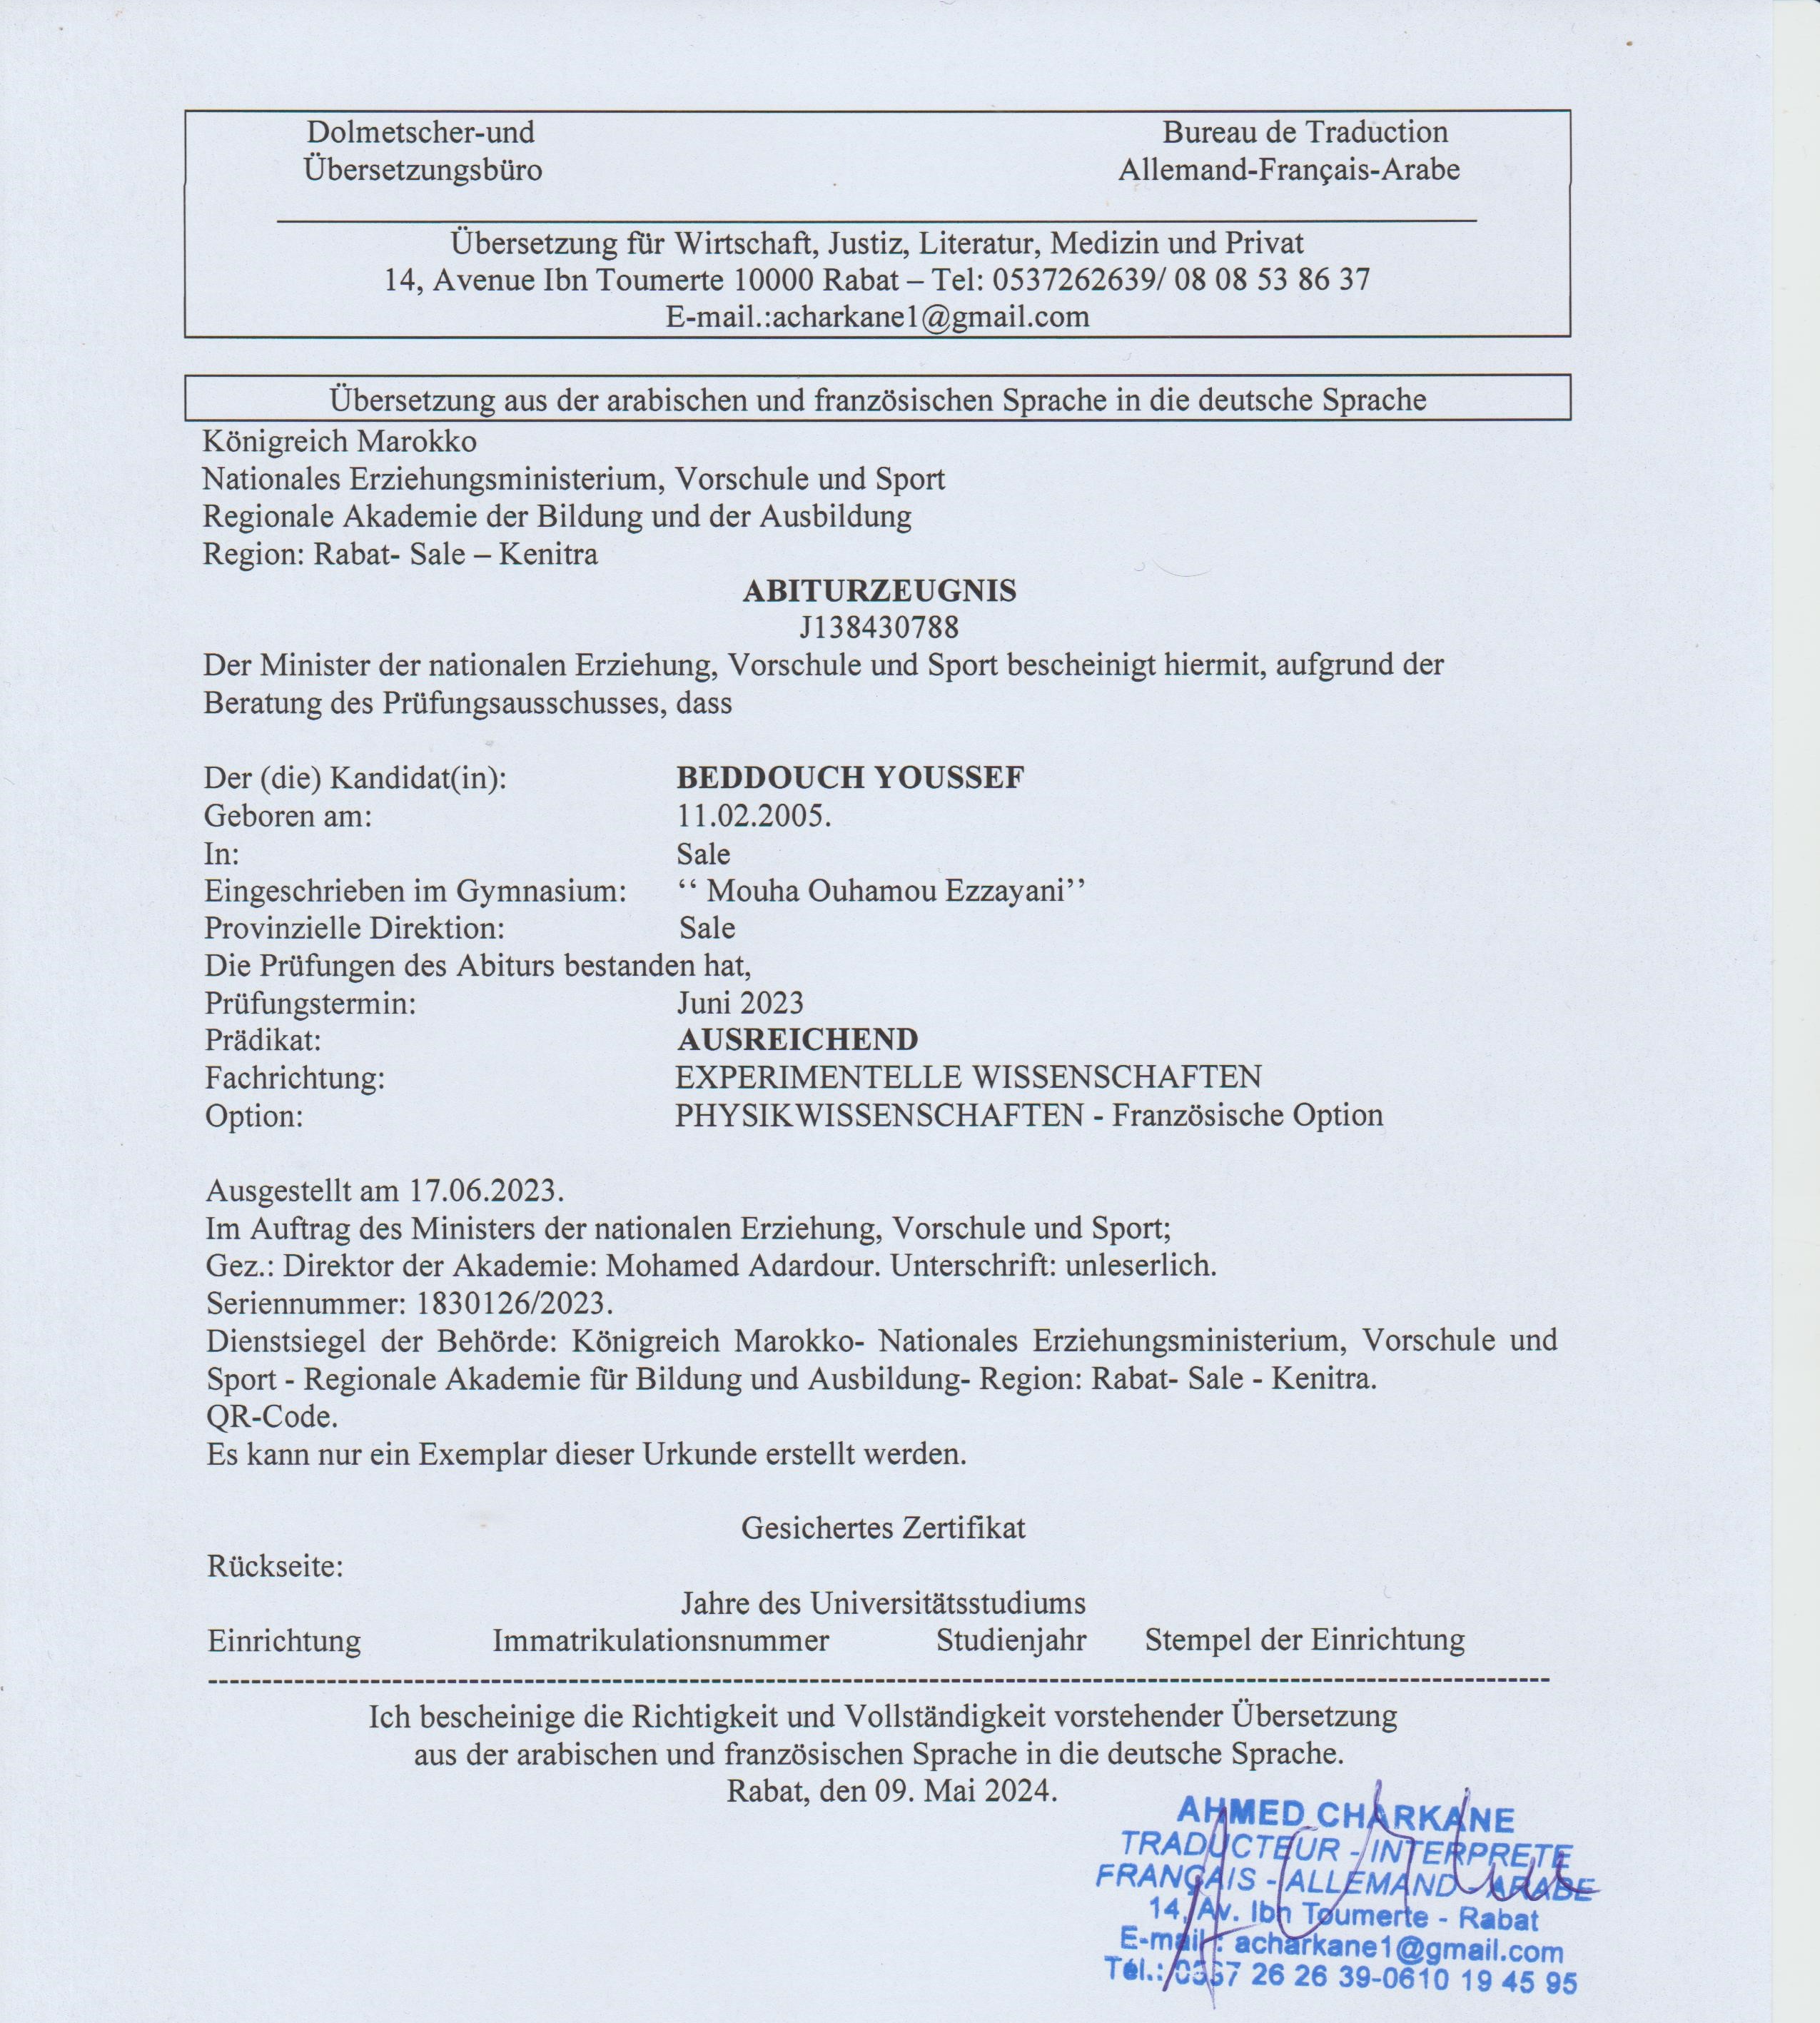 Dolmetscher-und
Übersetzungsbüro
Bureau de Traduction
Allemand-Français-Arabe
Übersetzung für Wirtschaft, Justiz, Literatur, Medizin und Privat
14, Avenue Ibn Toumerte 10000 Rabat – Tel: 0537262639/ 08 08 53 86 37
E-mail.:acharkane1@gmail.com
Übersetzung aus der arabischen und französischen Sprache in die deutsche Sprache
Königreich Marokko
Nationales Erziehungsministerium, Vorschule und Sport
Regionale Akademie der Bildung und der Ausbildung
Region: Rabat- Sale – Kenitra
ABITURZEUGNIS
J138430788
Der Minister der nationalen Erziehung, Vorschule und Sport bescheinigt hiermit, aufgrund der
Beratung des Prüfungsausschusses, dass
Der (die) Kandidat(in): BEDDOUCH YOUSSEF
Geboren am: 11.02.2005.
In: Sale
Eingeschrieben im Gymnasium: ‘‘ Mouha Ouhamou Ezzayani’’
Provinzielle Direktion: Sale
Die Prüfungen des Abiturs bestanden hat,
Prüfungstermin: Juni 2023
Prädikat: AUSREICHEND
Fachrichtung: EXPERIMENTELLE WISSENSCHAFTEN
Option: PHYSIKWISSENSCHAFTEN - Französische Option
Ausgestellt am 17.06.2023.
Im Auftrag des Ministers der nationalen Erziehung, Vorschule und Sport;
Gez.: Direktor der Akademie: Mohamed Adardour. Unterschrift: unleserlich.
Seriennummer: 1830126/2023.
Dienstsiegel der Behörde: Königreich Marokko- Nationales Erziehungsministerium, Vorschule und
Sport - Regionale Akademie für Bildung und Ausbildung- Region: Rabat- Sale - Kenitra.
QR-Code.
Es kann nur ein Exemplar dieser Urkunde erstellt werden.
Gesichertes Zertifikat
Rückseite:
Jahre des Universitätsstudiums
Einrichtung Immatrikulationsnummer Studienjahr Stempel der Einrichtung
Ich bescheinige die Richtigkeit und Vollständigkeit vorstehender Übersetzung
aus der arabischen und französischen Sprache in die deutsche Sprache.
Rabat, den 09. Mai 2024.
AHMED CHARKANE
TRADUCTEUR - INTERPRETE
FRANÇAIS - ALLEMAND - ARABE
14, Av. Ibn Toumerte - Rabat
E-mail : acharkane1@gmail.com
Tél.: 0537 26 26 39-0610 19 45 95